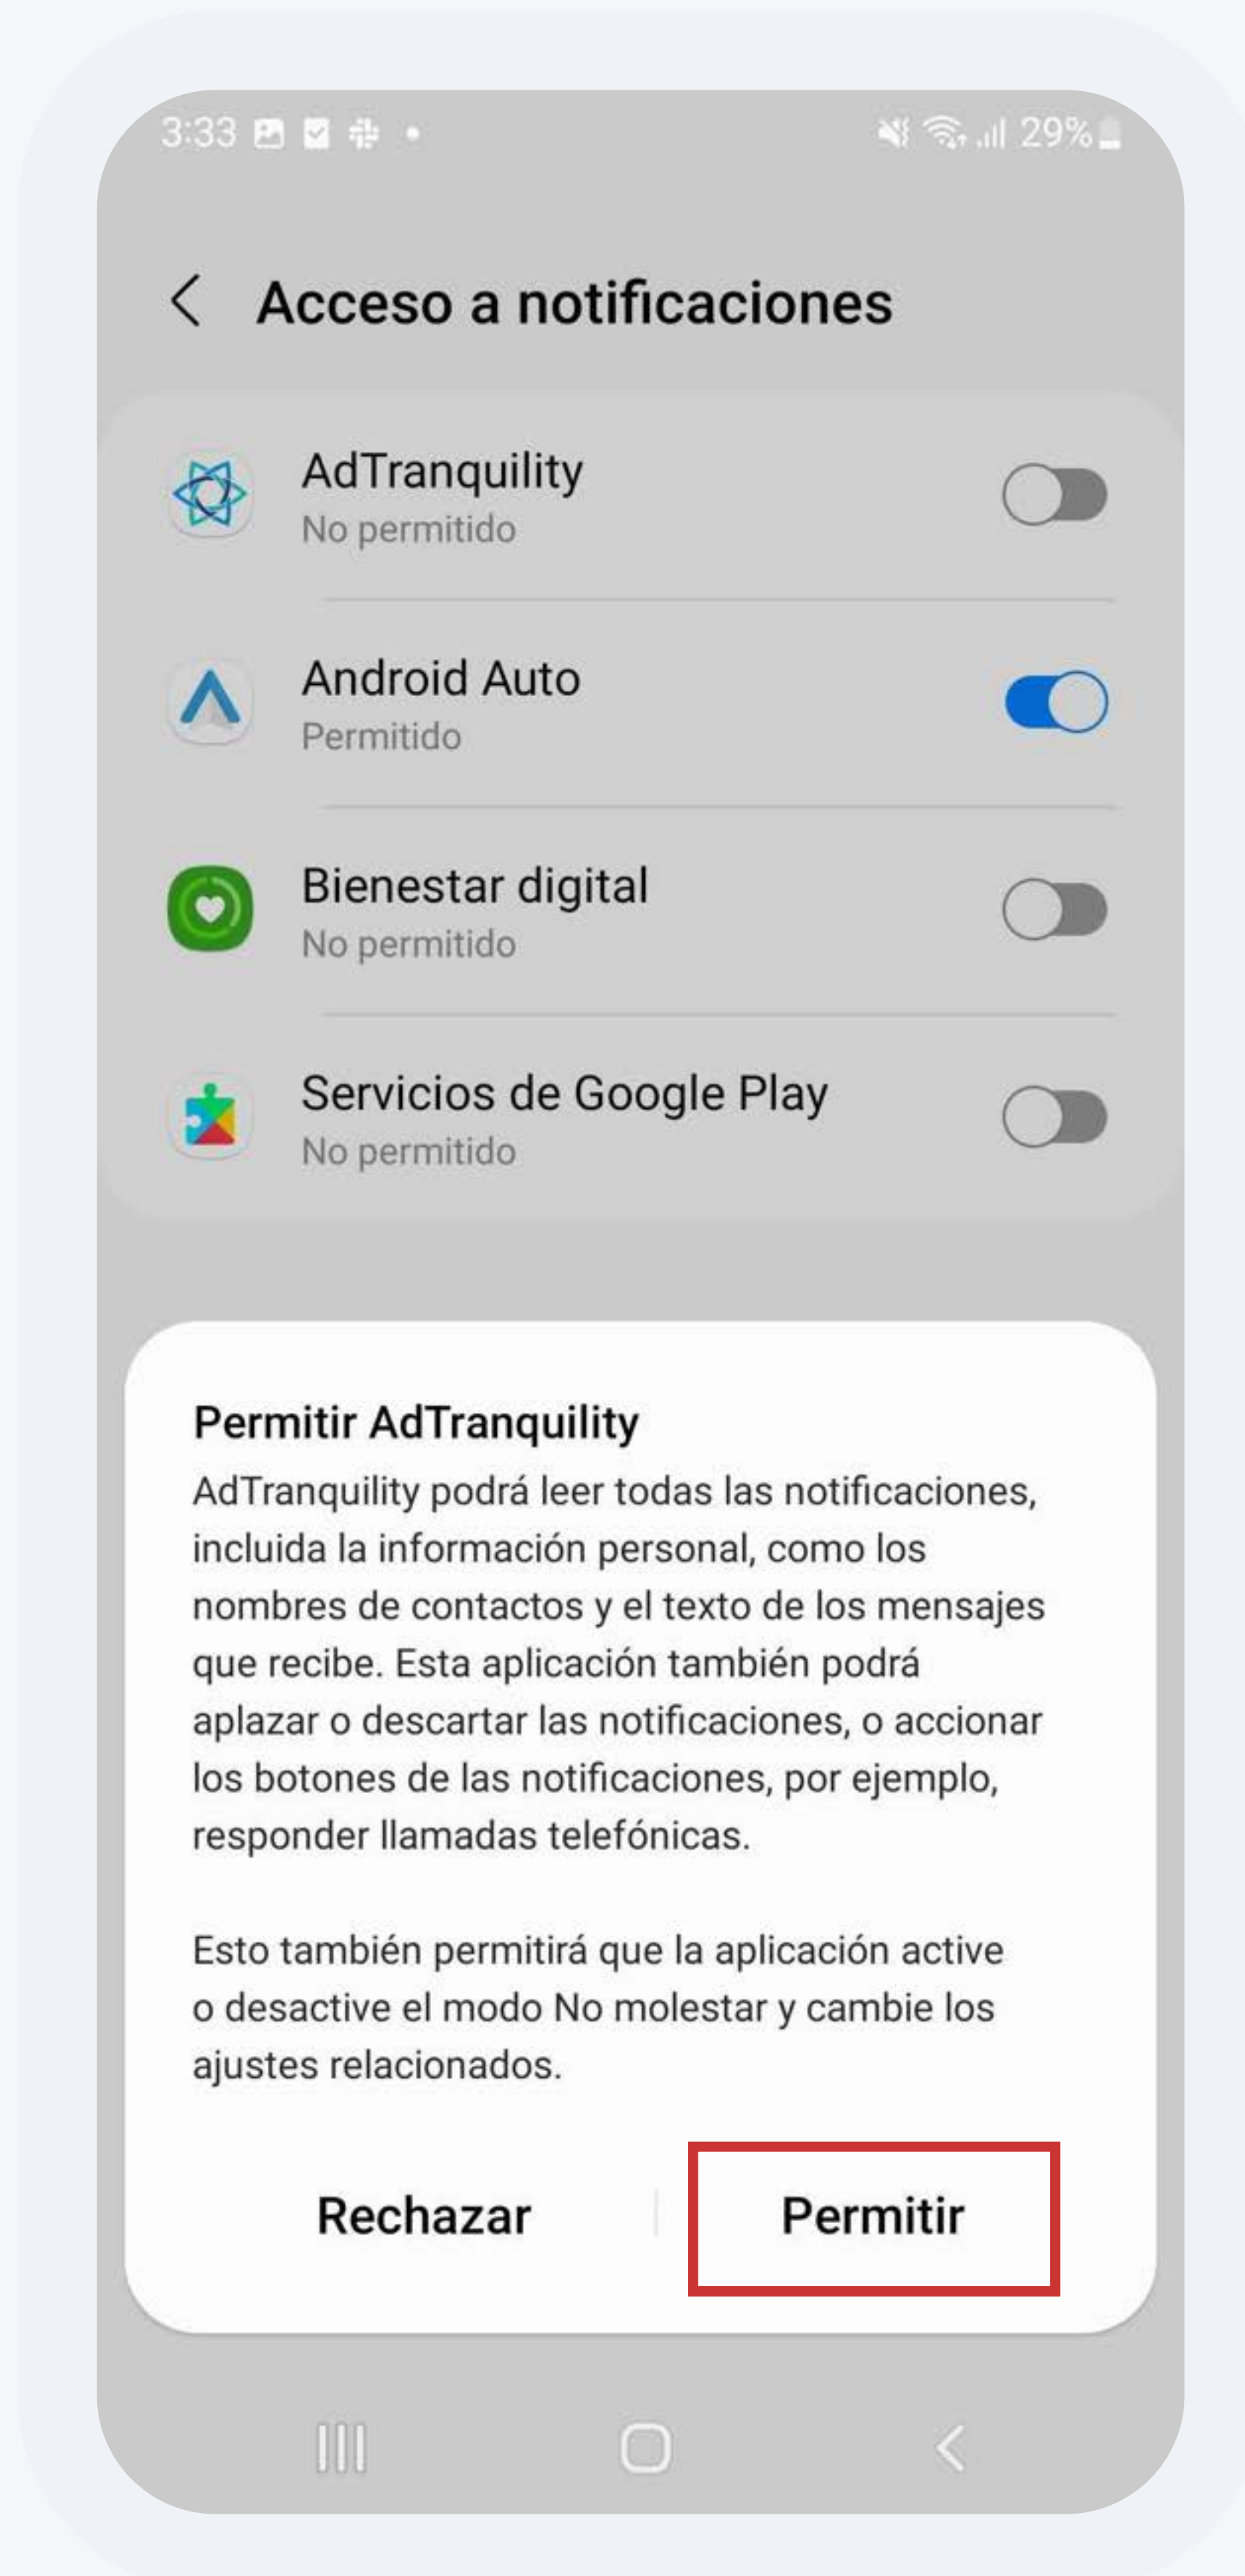 3:33
29%
Acceso a notificaciones
AdTranquility
No permitido
Android Auto
Permitido
Bienestar digital
No permitido
Servicios de Google Play
No permitido
Permitir AdTranquility
AdTranquility podrá leer todas las notificaciones,
incluida la información personal, como los
nombres de contactos y el texto de los mensajes
que recibe. Esta aplicación también podrá
aplazar o descartar las notificaciones, o accionar
los botones de las notificaciones, por ejemplo,
responder llamadas telefónicas.
Esto también permitirá que la aplicación active
o desactive el modo No molestar y cambie los
ajustes relacionados.
Rechazar
Permitir